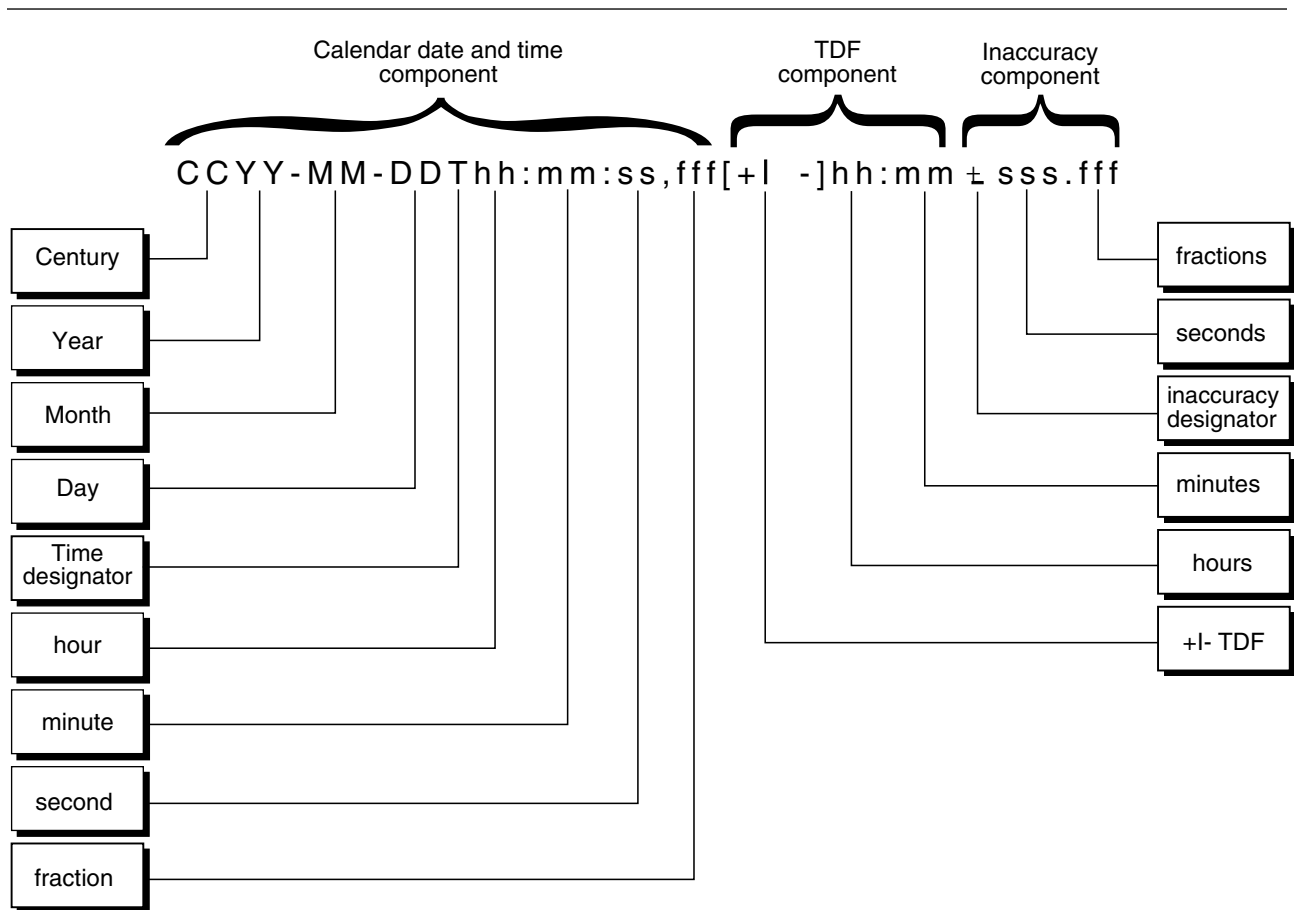 Calendar date and time
component
TDF
component
Inaccuracy
component
CCYY-MM-DDThh:mm:ss,fff[+I -]hh:mm ± sss.fff
Century
Year
Month
Day
Time
designator
hour
minute
second
fraction
fractions
seconds
inaccuracy
designator
minutes
hours
+I- TDF